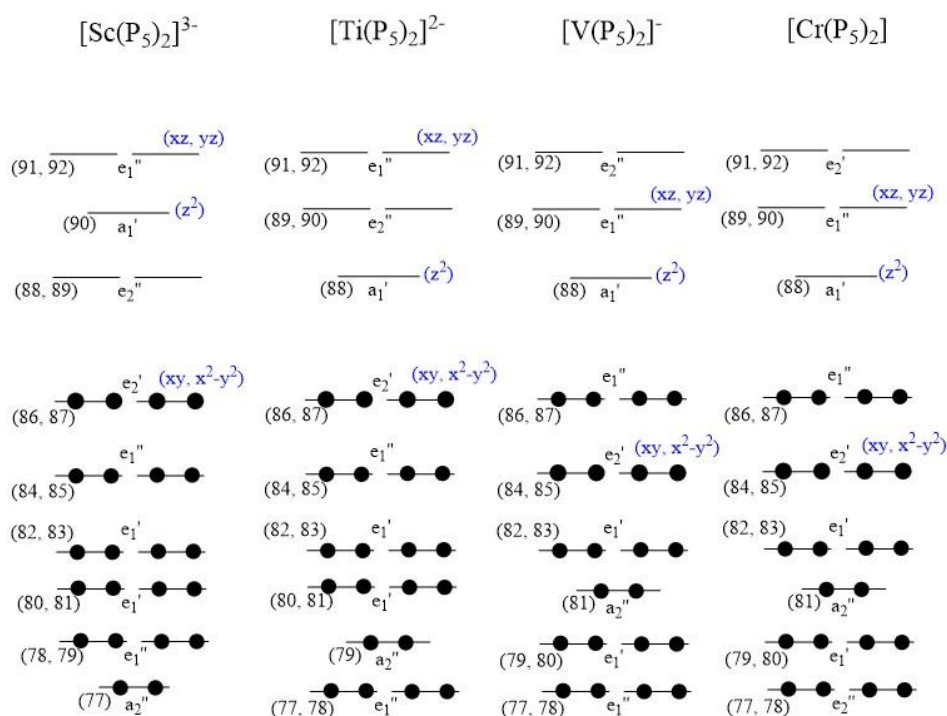 [Sc(P₅)₂]³⁻ [Ti(P₅)₂]²⁻ [V(P₅)₂]⁻ [Cr(P₅)₂]
(xz, yz) (xz, yz)
(91, 92) e₁'' (91, 92) e₁'' (91, 92) e₂'' (91, 92) e₂'
(z²) (xz, yz) (xz, yz)
(90) a₁' (89, 90) e₂'' (89, 90) e₁'' (89, 90) e₁''
(z²) (z²) (z²)
(88, 89) e₂'' (88) a₁' (88) a₁' (88) a₁'
e₂' (xy, x²-y²) e₂' (xy, x²-y²) e₁'' e₁''
(86, 87) (86, 87) (86, 87) (86, 87)
e₁'' e₁'' e₂' (xy, x²-y²) e₂' (xy, x²-y²)
(84, 85) (84, 85) (84, 85) (84, 85)
(82, 83) e₁' (82, 83) e₁' (82, 83) e₁' (82, 83) e₁'
(80, 81) e₁' (80, 81) e₁' (81) a₂'' (81) a₂''
(78, 79) e₁'' (79) a₂'' (79, 80) e₁' (79, 80) e₁'
(77) a₂'' (77, 78) e₁'' (77, 78) e₁'' (77, 78) e₂''